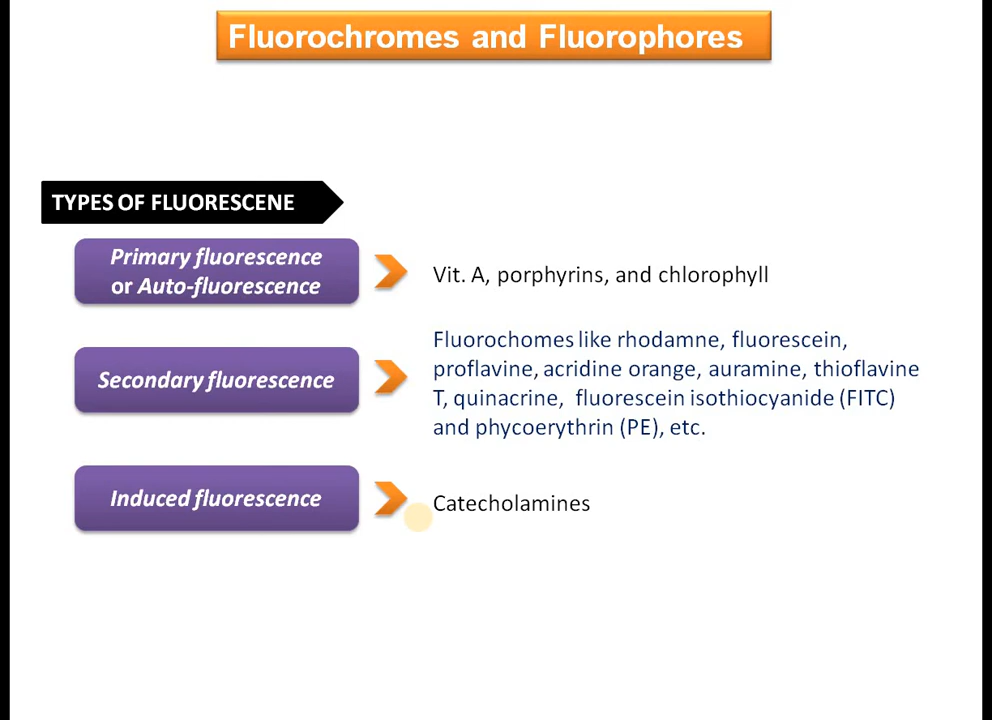 Fluorochromes and Fluorophores
TYPES OF FLUORESCENE
Primary fluorescence
or Auto-fluorescence
Vit. A, porphyrins, and chlorophyll
Secondary fluorescence
Fluorochomes like rhodamne, fluorescein,
proflavine, acridine orange, auramine, thioflavine
T, quinacrine, fluorescein isothiocyanide (FITC)
and phycoerythrin (PE), etc.
Induced fluorescence
Catecholamines